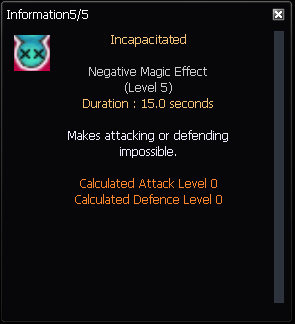 Information5/5
Incapacitated
Negative Magic Effect
(Level 5)
Duration : 15.0 seconds
Makes attacking or defending
impossible.
Calculated Attack Level 0
Calculated Defence Level 0